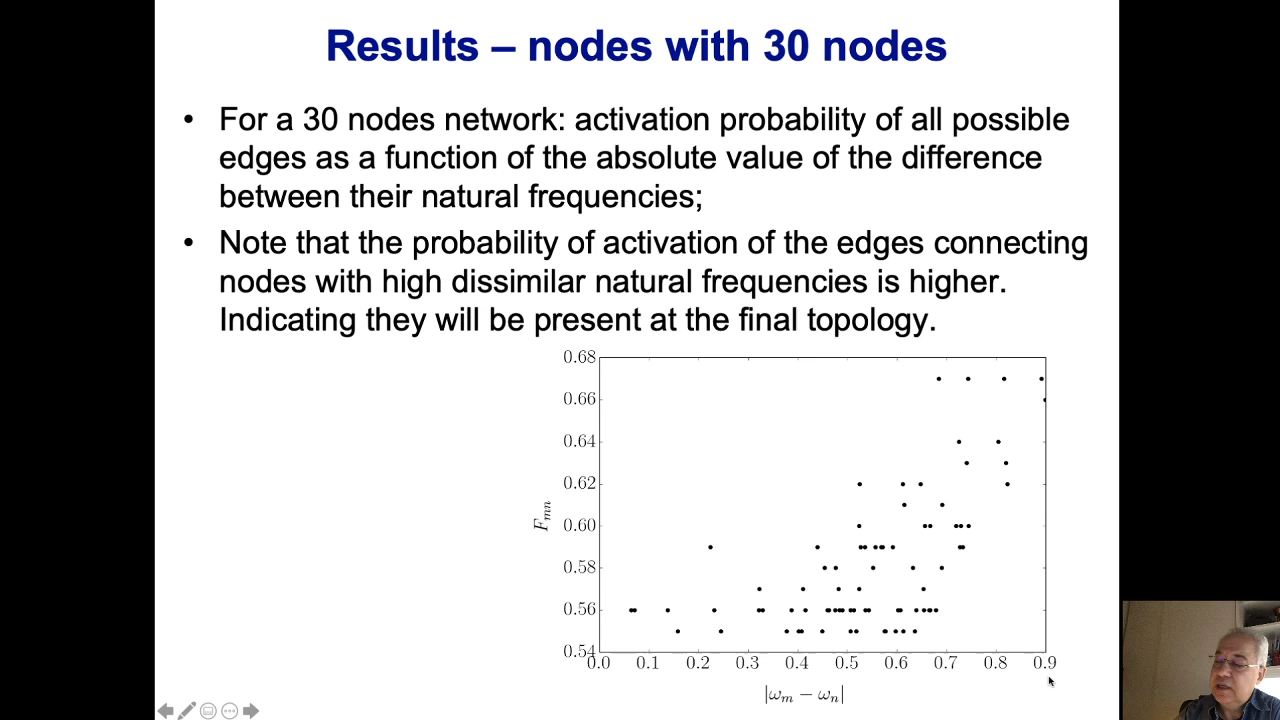 Results – nodes with 30 nodes
• For a 30 nodes network: activation probability of all possible
edges as a function of the absolute value of the difference
between their natural frequencies;
• Note that the probability of activation of the edges connecting
nodes with high dissimilar natural frequencies is higher.
Indicating they will be present at the final topology.
0.68
0.66
0.64
0.62
0.60
0.58
0.56
0.54
F_{mn}
0.0 0.1 0.2 0.3 0.4 0.5 0.6 0.7 0.8 0.9
|ω_m − ω_n|